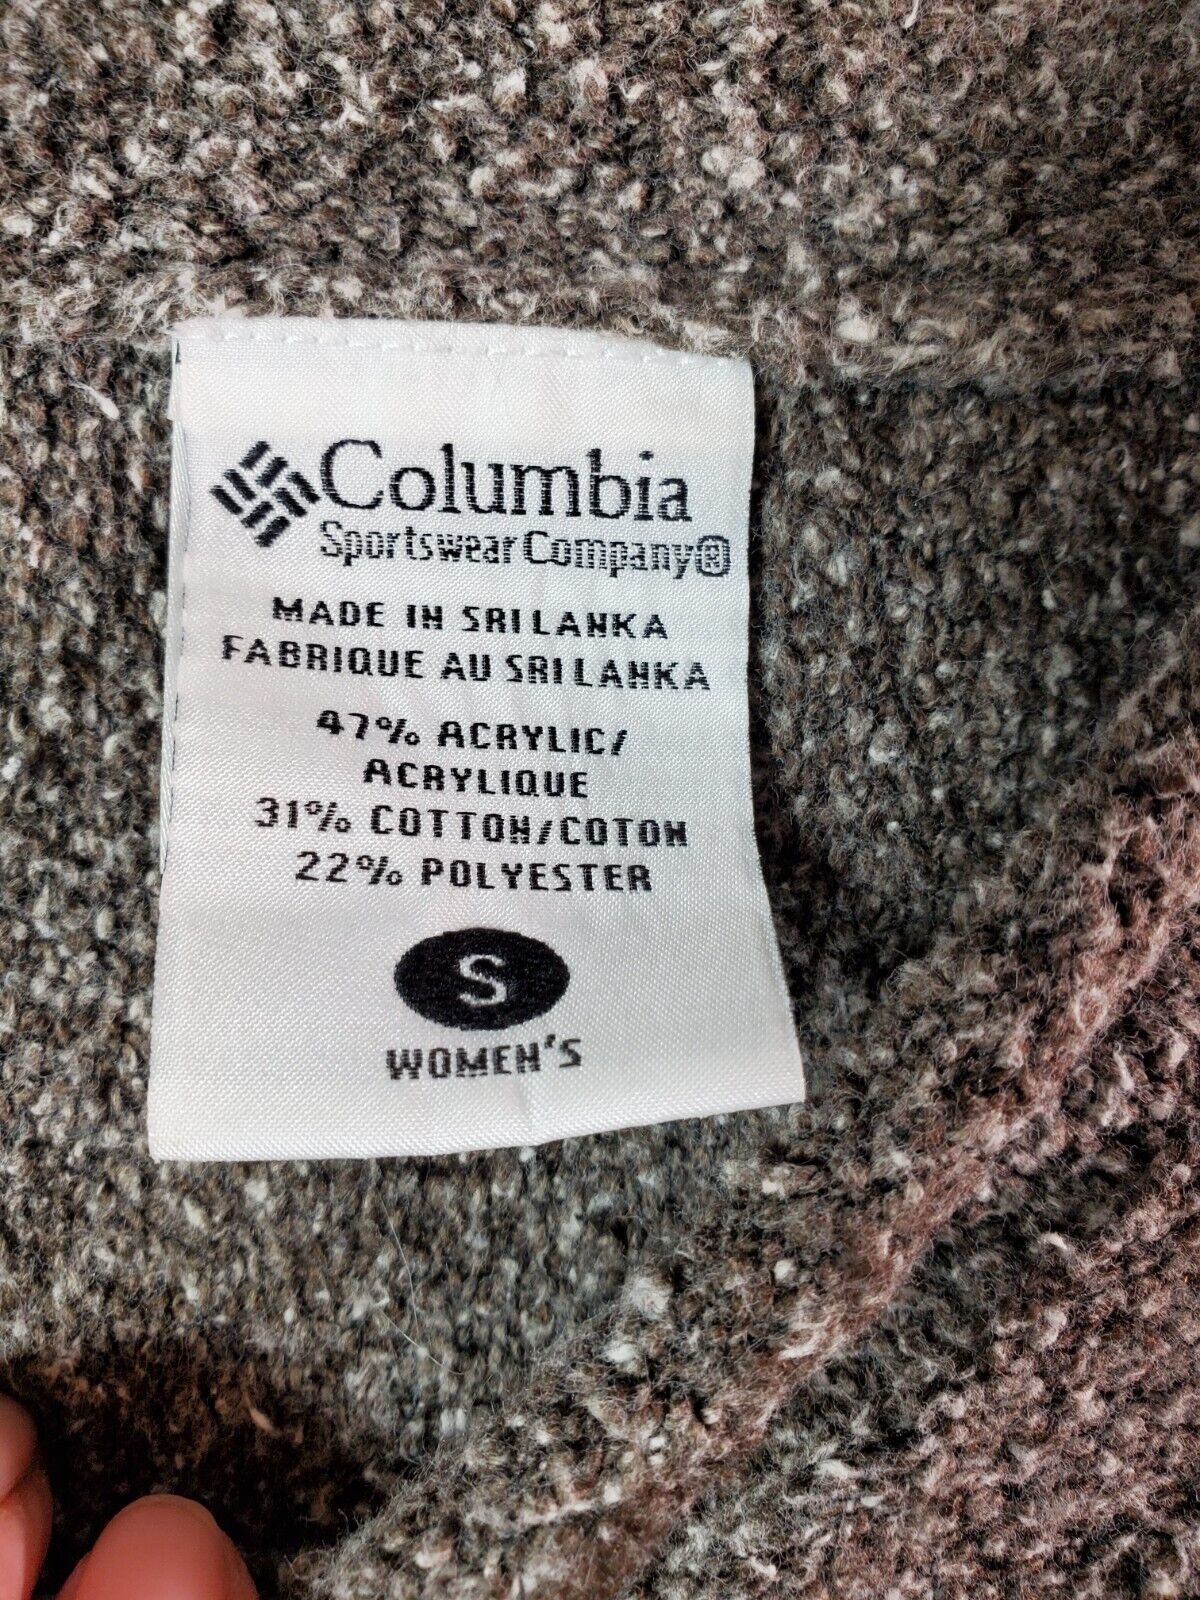 Columbia
Sportswear Company®
MADE IN SRI LANKA
FABRIQUE AU SRI LANKA
47% ACRYLIC/
ACRYLIQUE
31% COTTON/COTON
22% POLYESTER
S
WOMEN'S